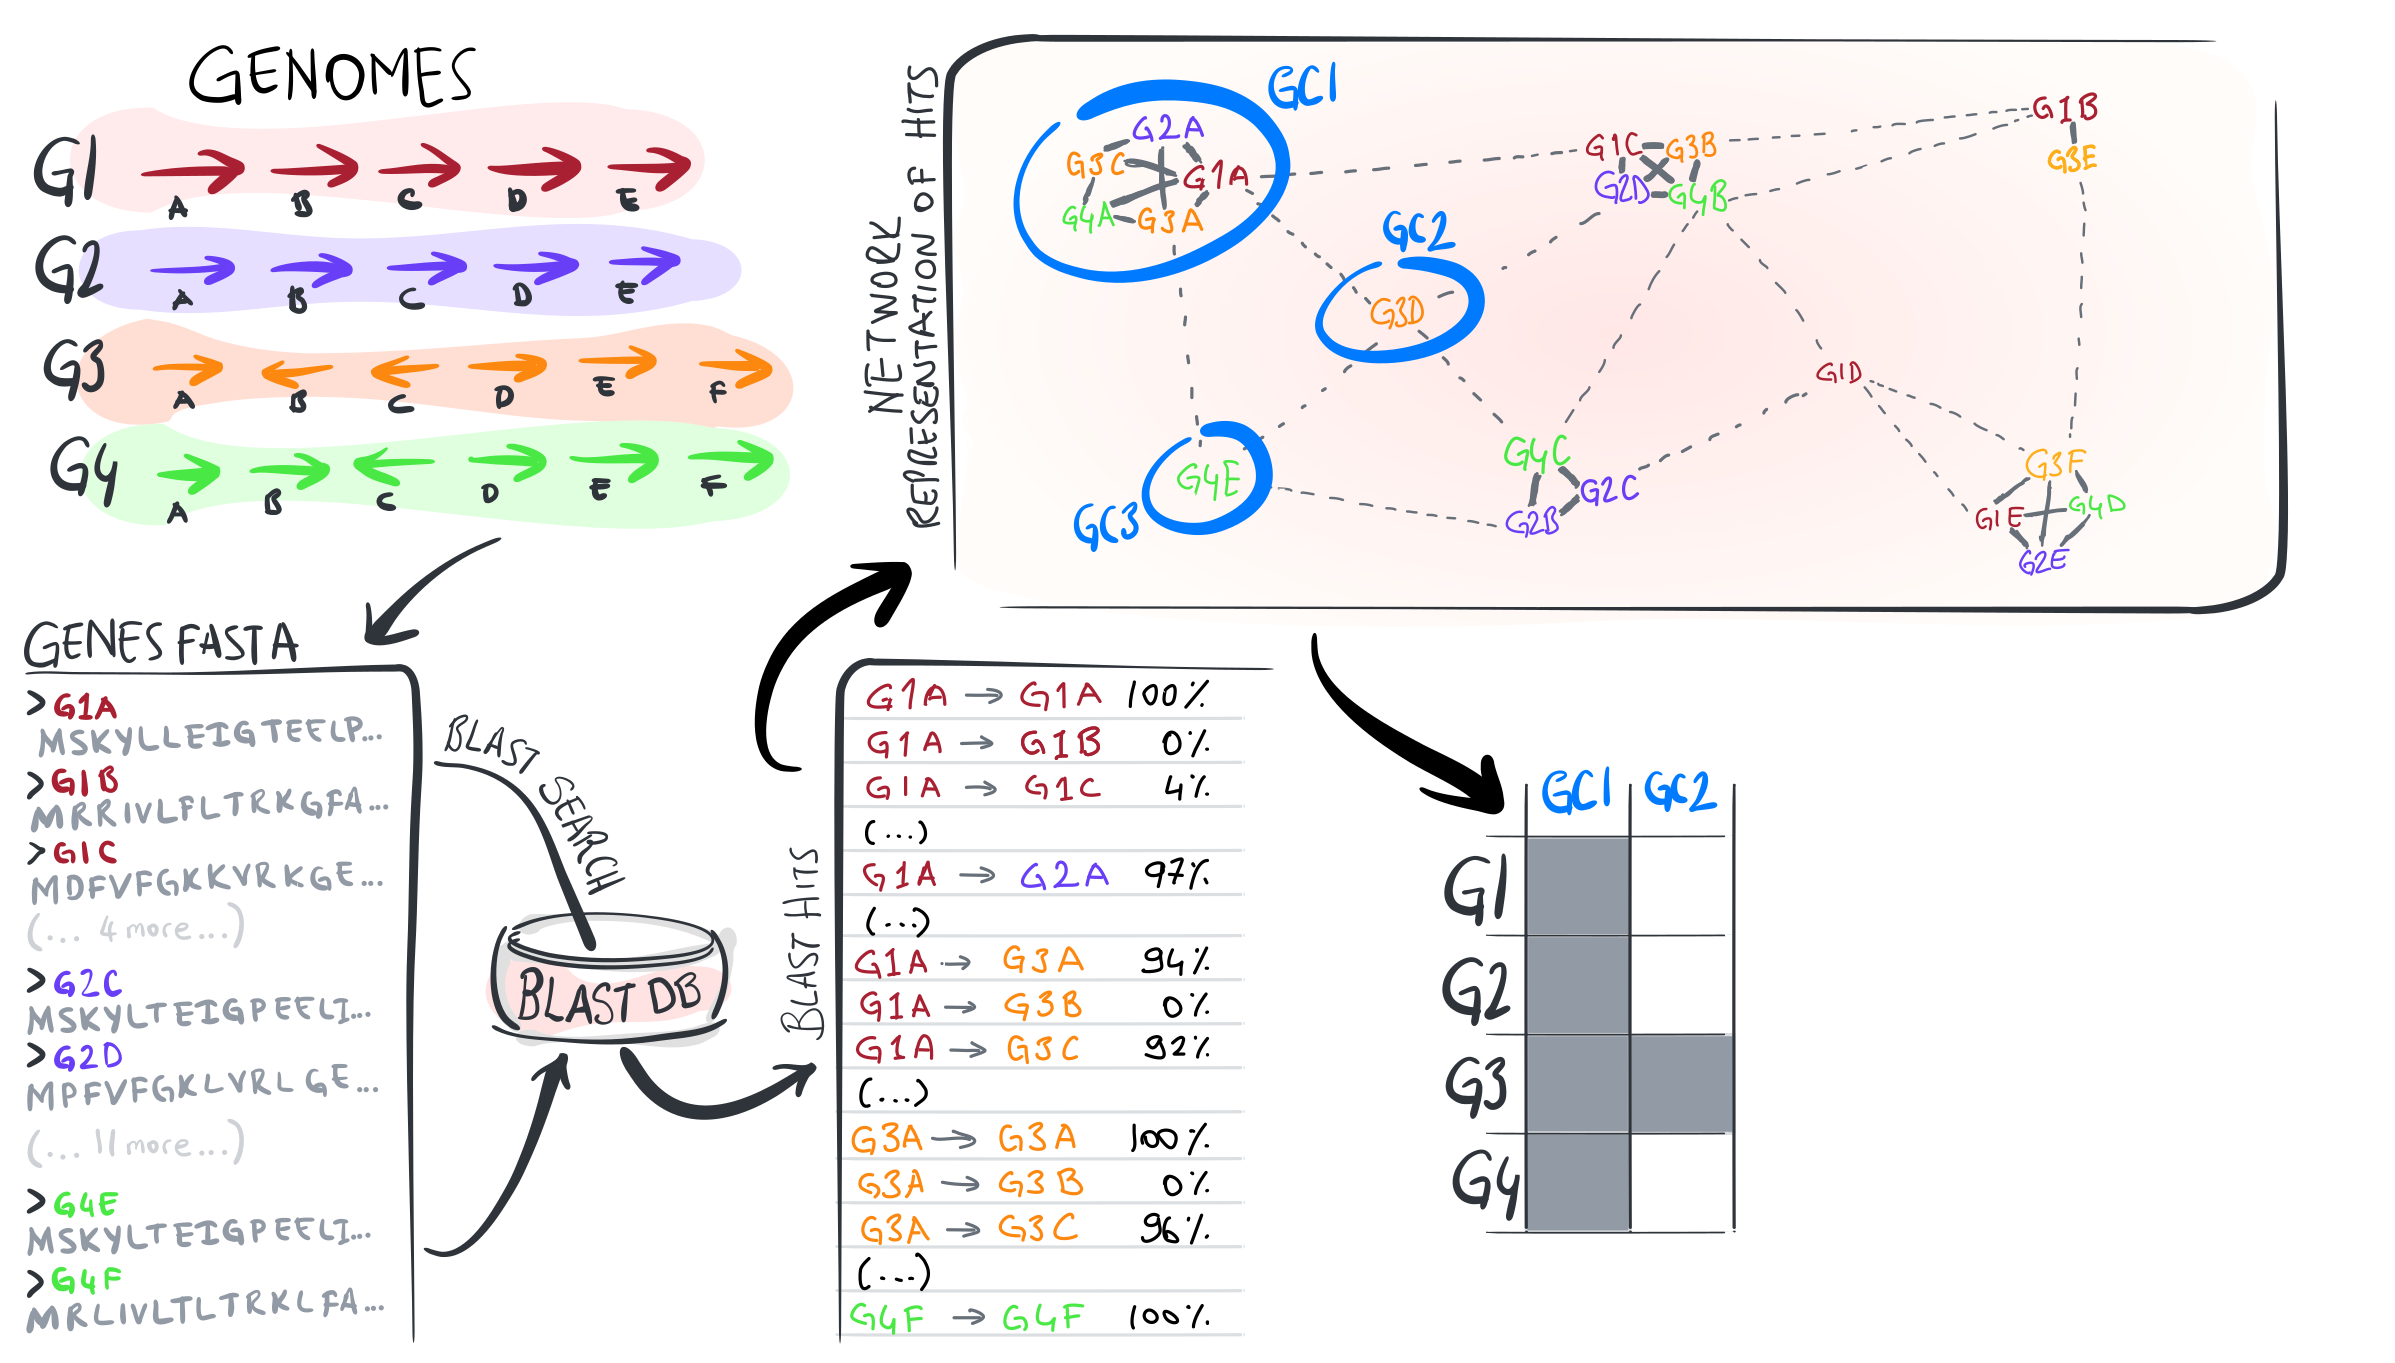 GENOMES
G1
A B C D E
G2
A B C D E
G3
A B C D E F
G4
A B C D E F
GENES FASTA
>G1A
MSKYLLEIGTEELP...
>G1B
MRRIVLFLTRKGFA...
>G1C
MDFVFGKKVRKGE...
(... 4 more...)
>G2C
MSKYLTEIGPEELI...
>G2D
MPFVFGKLVRLGE...
(... 11 more...)
>G4E
MSKYLTEIGPEELI...
>G4F
MRLIVLTLTRKLFA...
BLAST SEARCH
BLAST DB
BLAST HITS
G1A → G1A 100%
G1A → G1B 0%
G1A → G1C 4%
(...)
G1A → G2A 97%
(...)
G1A → G3A 94%
G1A → G3B 0%
G1A → G3C 92%
(...)
G3A → G3A 100%
G3A → G3B 0%
G3A → G3C 96%
(...)
G4F → G4F 100%
NETWORK
REPRESENTATION OF HITS
GC1
G2A
G3C
G1A
G4A
G3A
GC2
G3D
GC3
G4E
G1C G3B
G2D G4B
G1B
G3E
G1D
G4C
G2C
G2B
G3F
G1E G4D
G2E
GC1 GC2
G1
G2
G3
G4